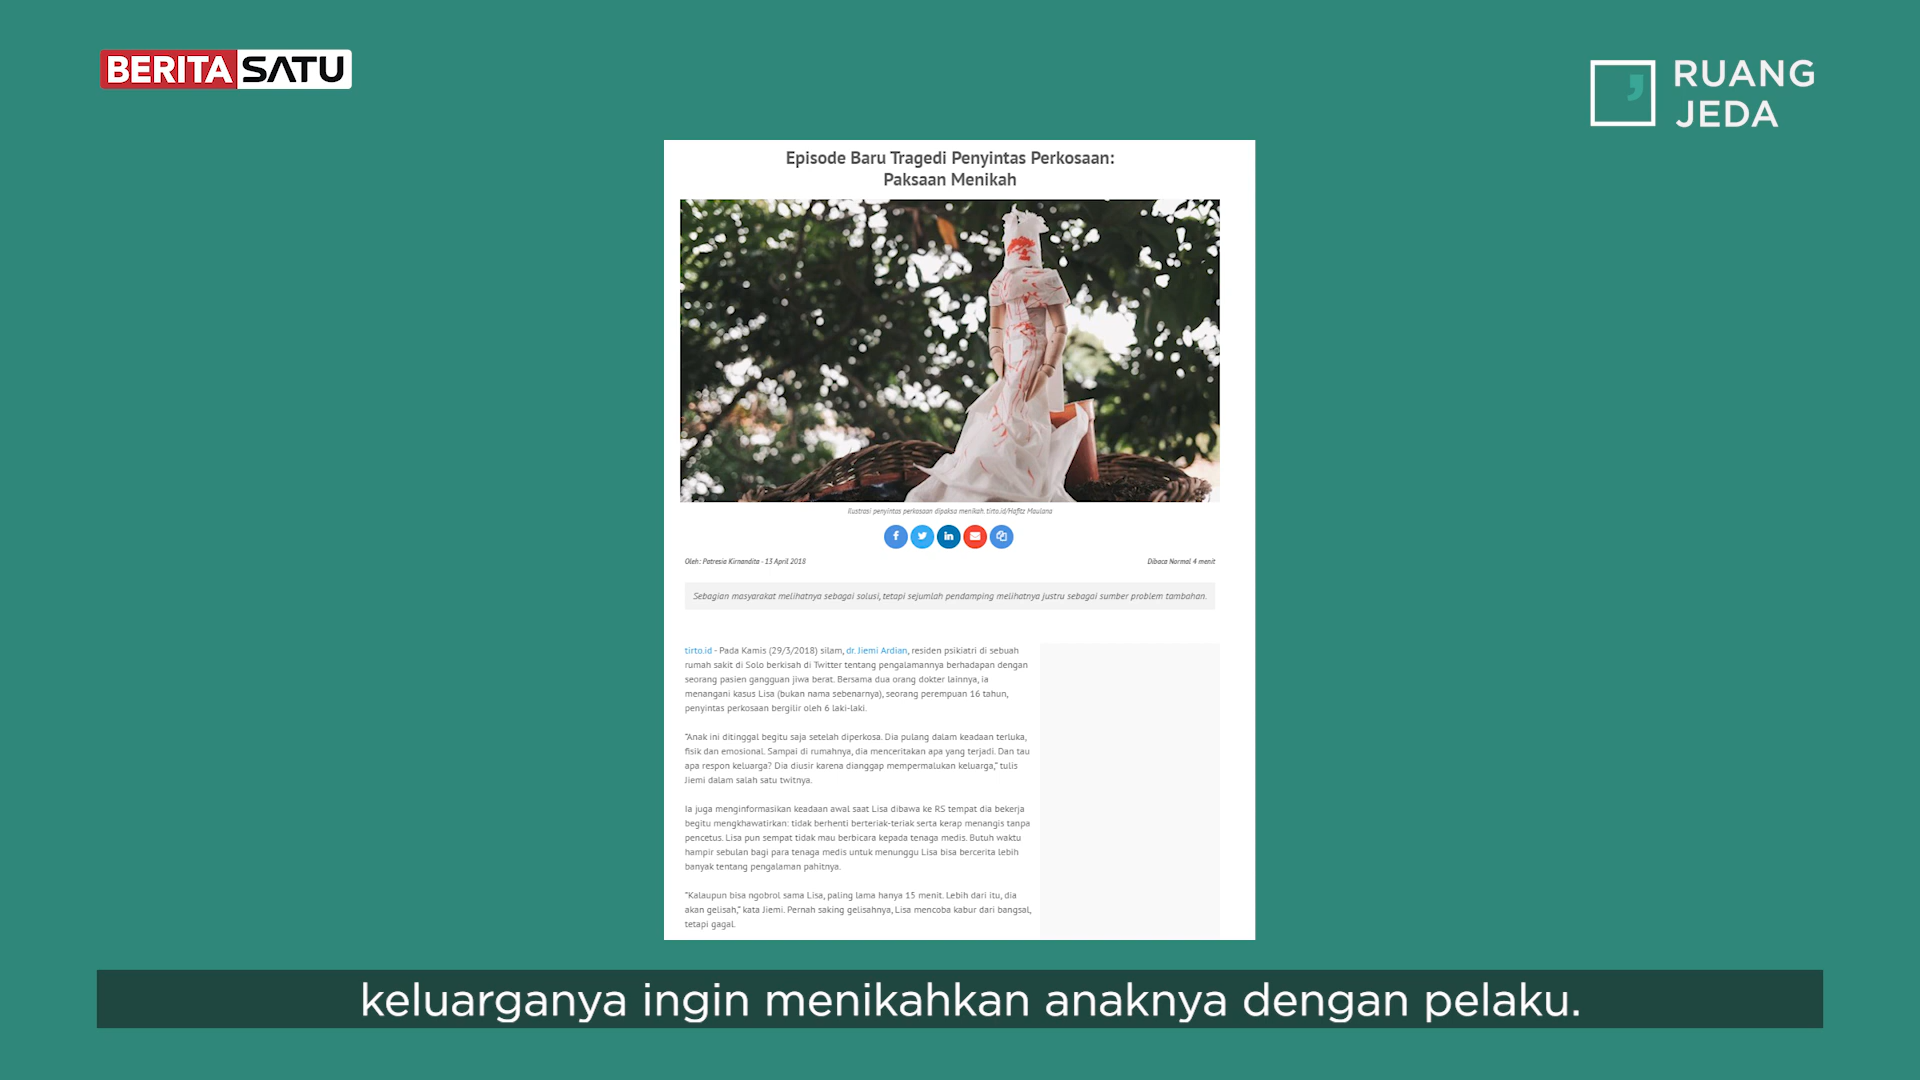 BERITA SATU
RUANG
JEDA
Episode Baru Tragedi Penyintas Perkosaan:
Paksaan Menikah
Ilustrasi penyintas perkosaan dipaksa menikah. tirto.id/Hafitz Maulana
Oleh: Patresia Kirnandita - 13 April 2018
Dibaca Normal 4 menit
Sebagian masyarakat melihatnya sebagai solusi, tetapi sejumlah pendamping melihatnya justru sebagai sumber problem tambahan.
tirto.id - Pada Kamis (29/3/2018) silam, dr. Jiemi Ardian, residen psikiatri di sebuah
rumah sakit di Solo berkisah di Twitter tentang pengalamannya berhadapan dengan
seorang pasien gangguan jiwa berat. Bersama dua orang dokter lainnya, ia
menangani kasus Lisa (bukan nama sebenarnya), seorang perempuan 16 tahun,
penyintas perkosaan bergilir oleh 6 laki-laki.
"Anak ini ditinggal begitu saja setelah diperkosa. Dia pulang dalam keadaan terluka,
fisik dan emosional. Sampai di rumahnya, dia menceritakan apa yang terjadi. Dan tau
apa respon keluarga? Dia diusir karena dianggap mempermalukan keluarga," tulis
Jiemi dalam salah satu twitnya.
Ia juga menginformasikan keadaan awal saat Lisa dibawa ke RS tempat dia bekerja
begitu mengkhawatirkan: tidak berhenti berteriak-teriak serta kerap menangis tanpa
pencetus. Lisa pun sempat tidak mau berbicara kepada tenaga medis. Butuh waktu
hampir sebulan bagi para tenaga medis untuk menunggu Lisa bisa bercerita lebih
banyak tentang pengalaman pahitnya.
"Kalaupun bisa ngobrol sama Lisa, paling lama hanya 15 menit. Lebih dari itu, dia
akan gelisah," kata Jiemi. Pernah saking gelisahnya, Lisa mencoba kabur dari bangsal,
tetapi gagal.
keluarganya ingin menikahkan anaknya dengan pelaku.